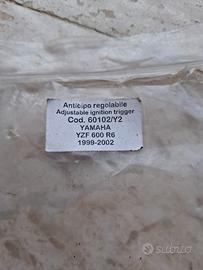 Anticipo regolabile
Adjustable ignition trigger
Cod. 60102/Y2
YAMAHA
YZF 600 R6
1999-2002
subito